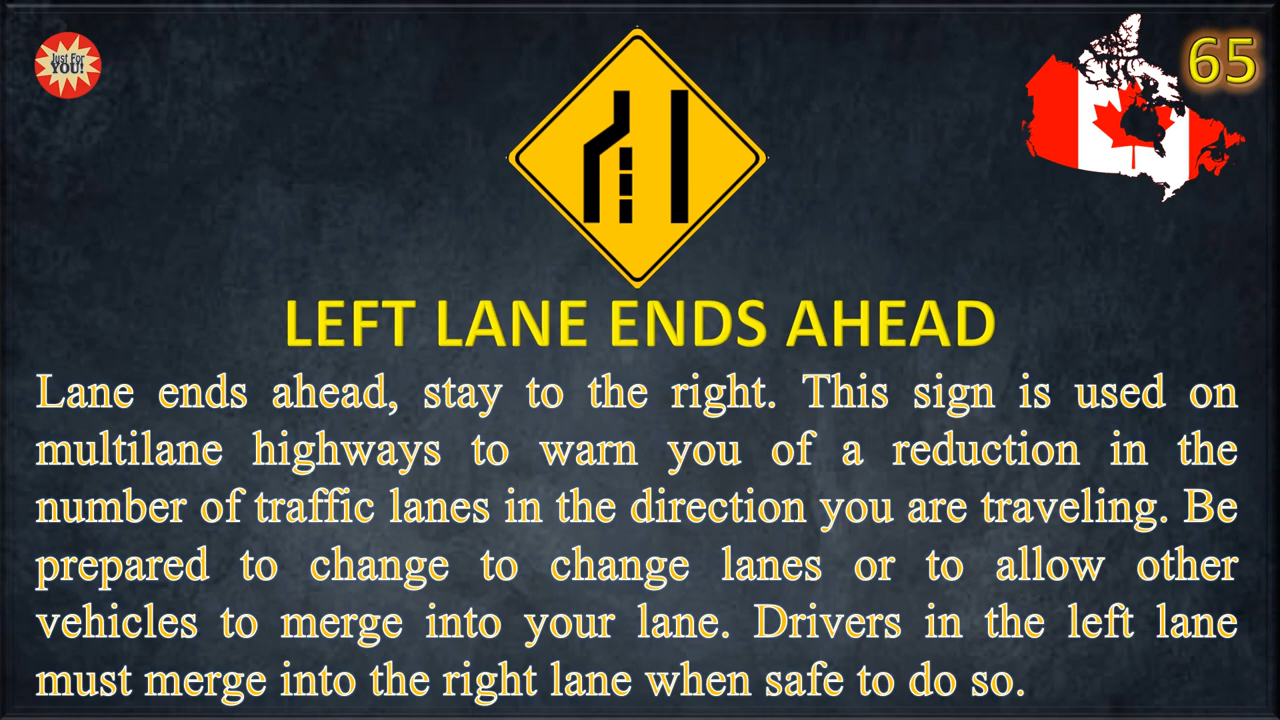 Just For
YOU!
65
LEFT LANE ENDS AHEAD
Lane ends ahead, stay to the right. This sign is used on
multilane highways to warn you of a reduction in the
number of traffic lanes in the direction you are traveling. Be
prepared to change to change lanes or to allow other
vehicles to merge into your lane. Drivers in the left lane
must merge into the right lane when safe to do so.